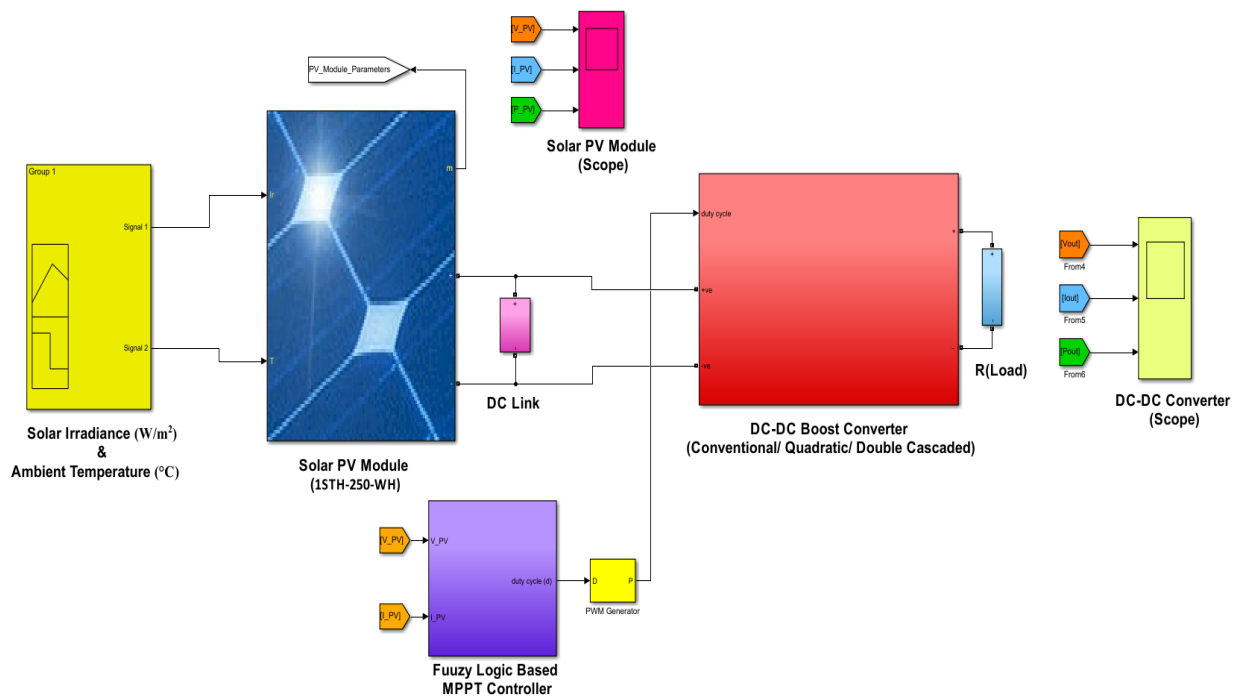 [V_PV]
[I_PV]
[P_PV]
Solar PV Module
(Scope)
PV_Module_Parameters
Group 1
Signal 1
Signal 2
Solar Irradiance (W/m²)
&
Ambient Temperature (°C)
Ir
T
m
+
-
Solar PV Module
(1STH-250-WH)
+
-
DC Link
duty cycle
+ve
-ve
+
-
DC-DC Boost Converter
(Conventional/ Quadratic/ Double Cascaded)
+
-
R(Load)
[Vout]
From4
[Iout]
From5
[Pout]
From6
DC-DC Converter
(Scope)
[V_PV]
[I_PV]
V_PV
I_PV
duty cycle (d)
Fuuzy Logic Based
MPPT Controller
D P
PWM Generator